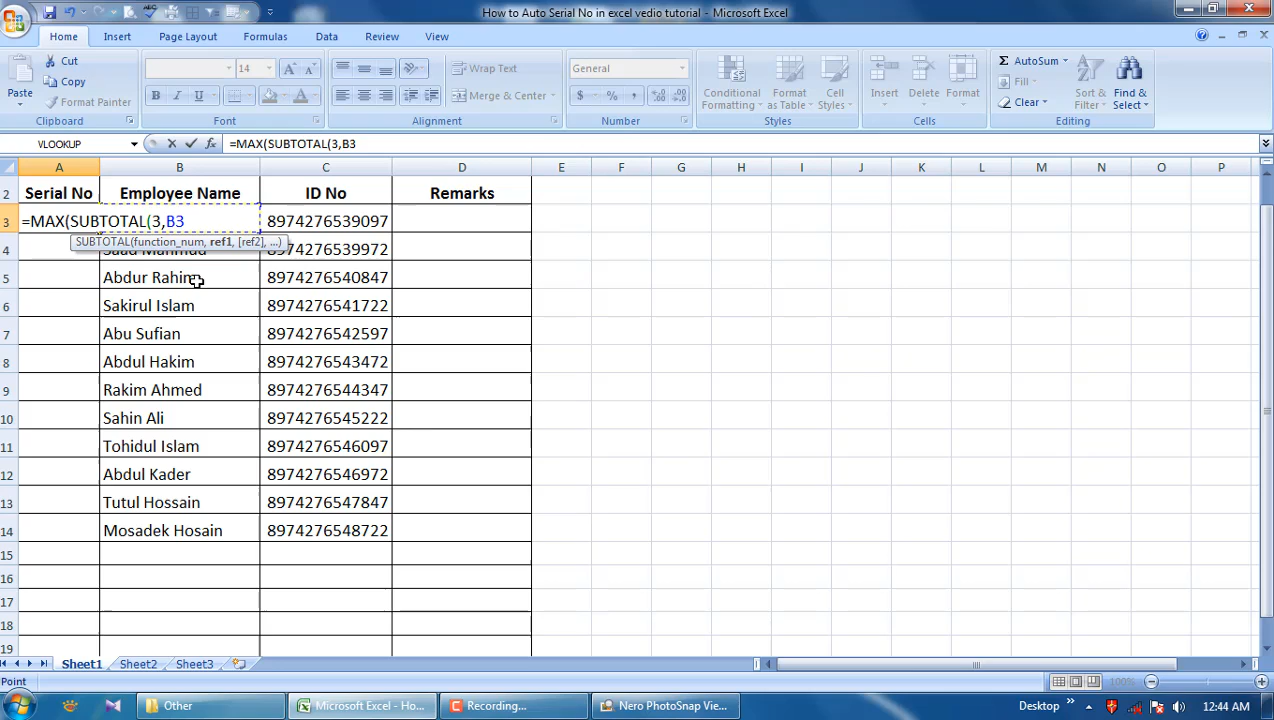 How to Auto Serial No in excel vedio tutorial - Microsoft Excel
Home Insert Page Layout Formulas Data Review View
Paste
Cut
Copy
Format Painter
Clipboard
14
B I U
Font
Wrap Text
Merge & Center
Alignment
General
$ % ,
Number
Conditional Formatting
Format as Table
Cell Styles
Styles
Insert
Delete
Format
Cells
Σ AutoSum
Fill
Clear
Sort & Filter
Find & Select
Editing
VLOOKUP fx =MAX(SUBTOTAL(3,B3
A B C D E F G H I J K L M N O P
2 Serial No Employee Name ID No Remarks
3 =MAX(SUBTOTAL(3,B3 8974276539097
SUBTOTAL(function_num, ref1, [ref2], ...)
4 Saad Mahmud 8974276539972
5 Abdur Rahim 8974276540847
6 Sakirul Islam 8974276541722
7 Abu Sufian 8974276542597
8 Abdul Hakim 8974276543472
9 Rakim Ahmed 8974276544347
10 Sahin Ali 8974276545222
11 Tohidul Islam 8974276546097
12 Abdul Kader 8974276546972
13 Tutul Hossain 8974276547847
14 Mosadek Hosain 8974276548722
15
16
17
18
19
Sheet1 Sheet2 Sheet3
Point 100%
Other Microsoft Excel - Ho... Recording... Nero PhotoSnap Vie... Desktop » 12:44 AM